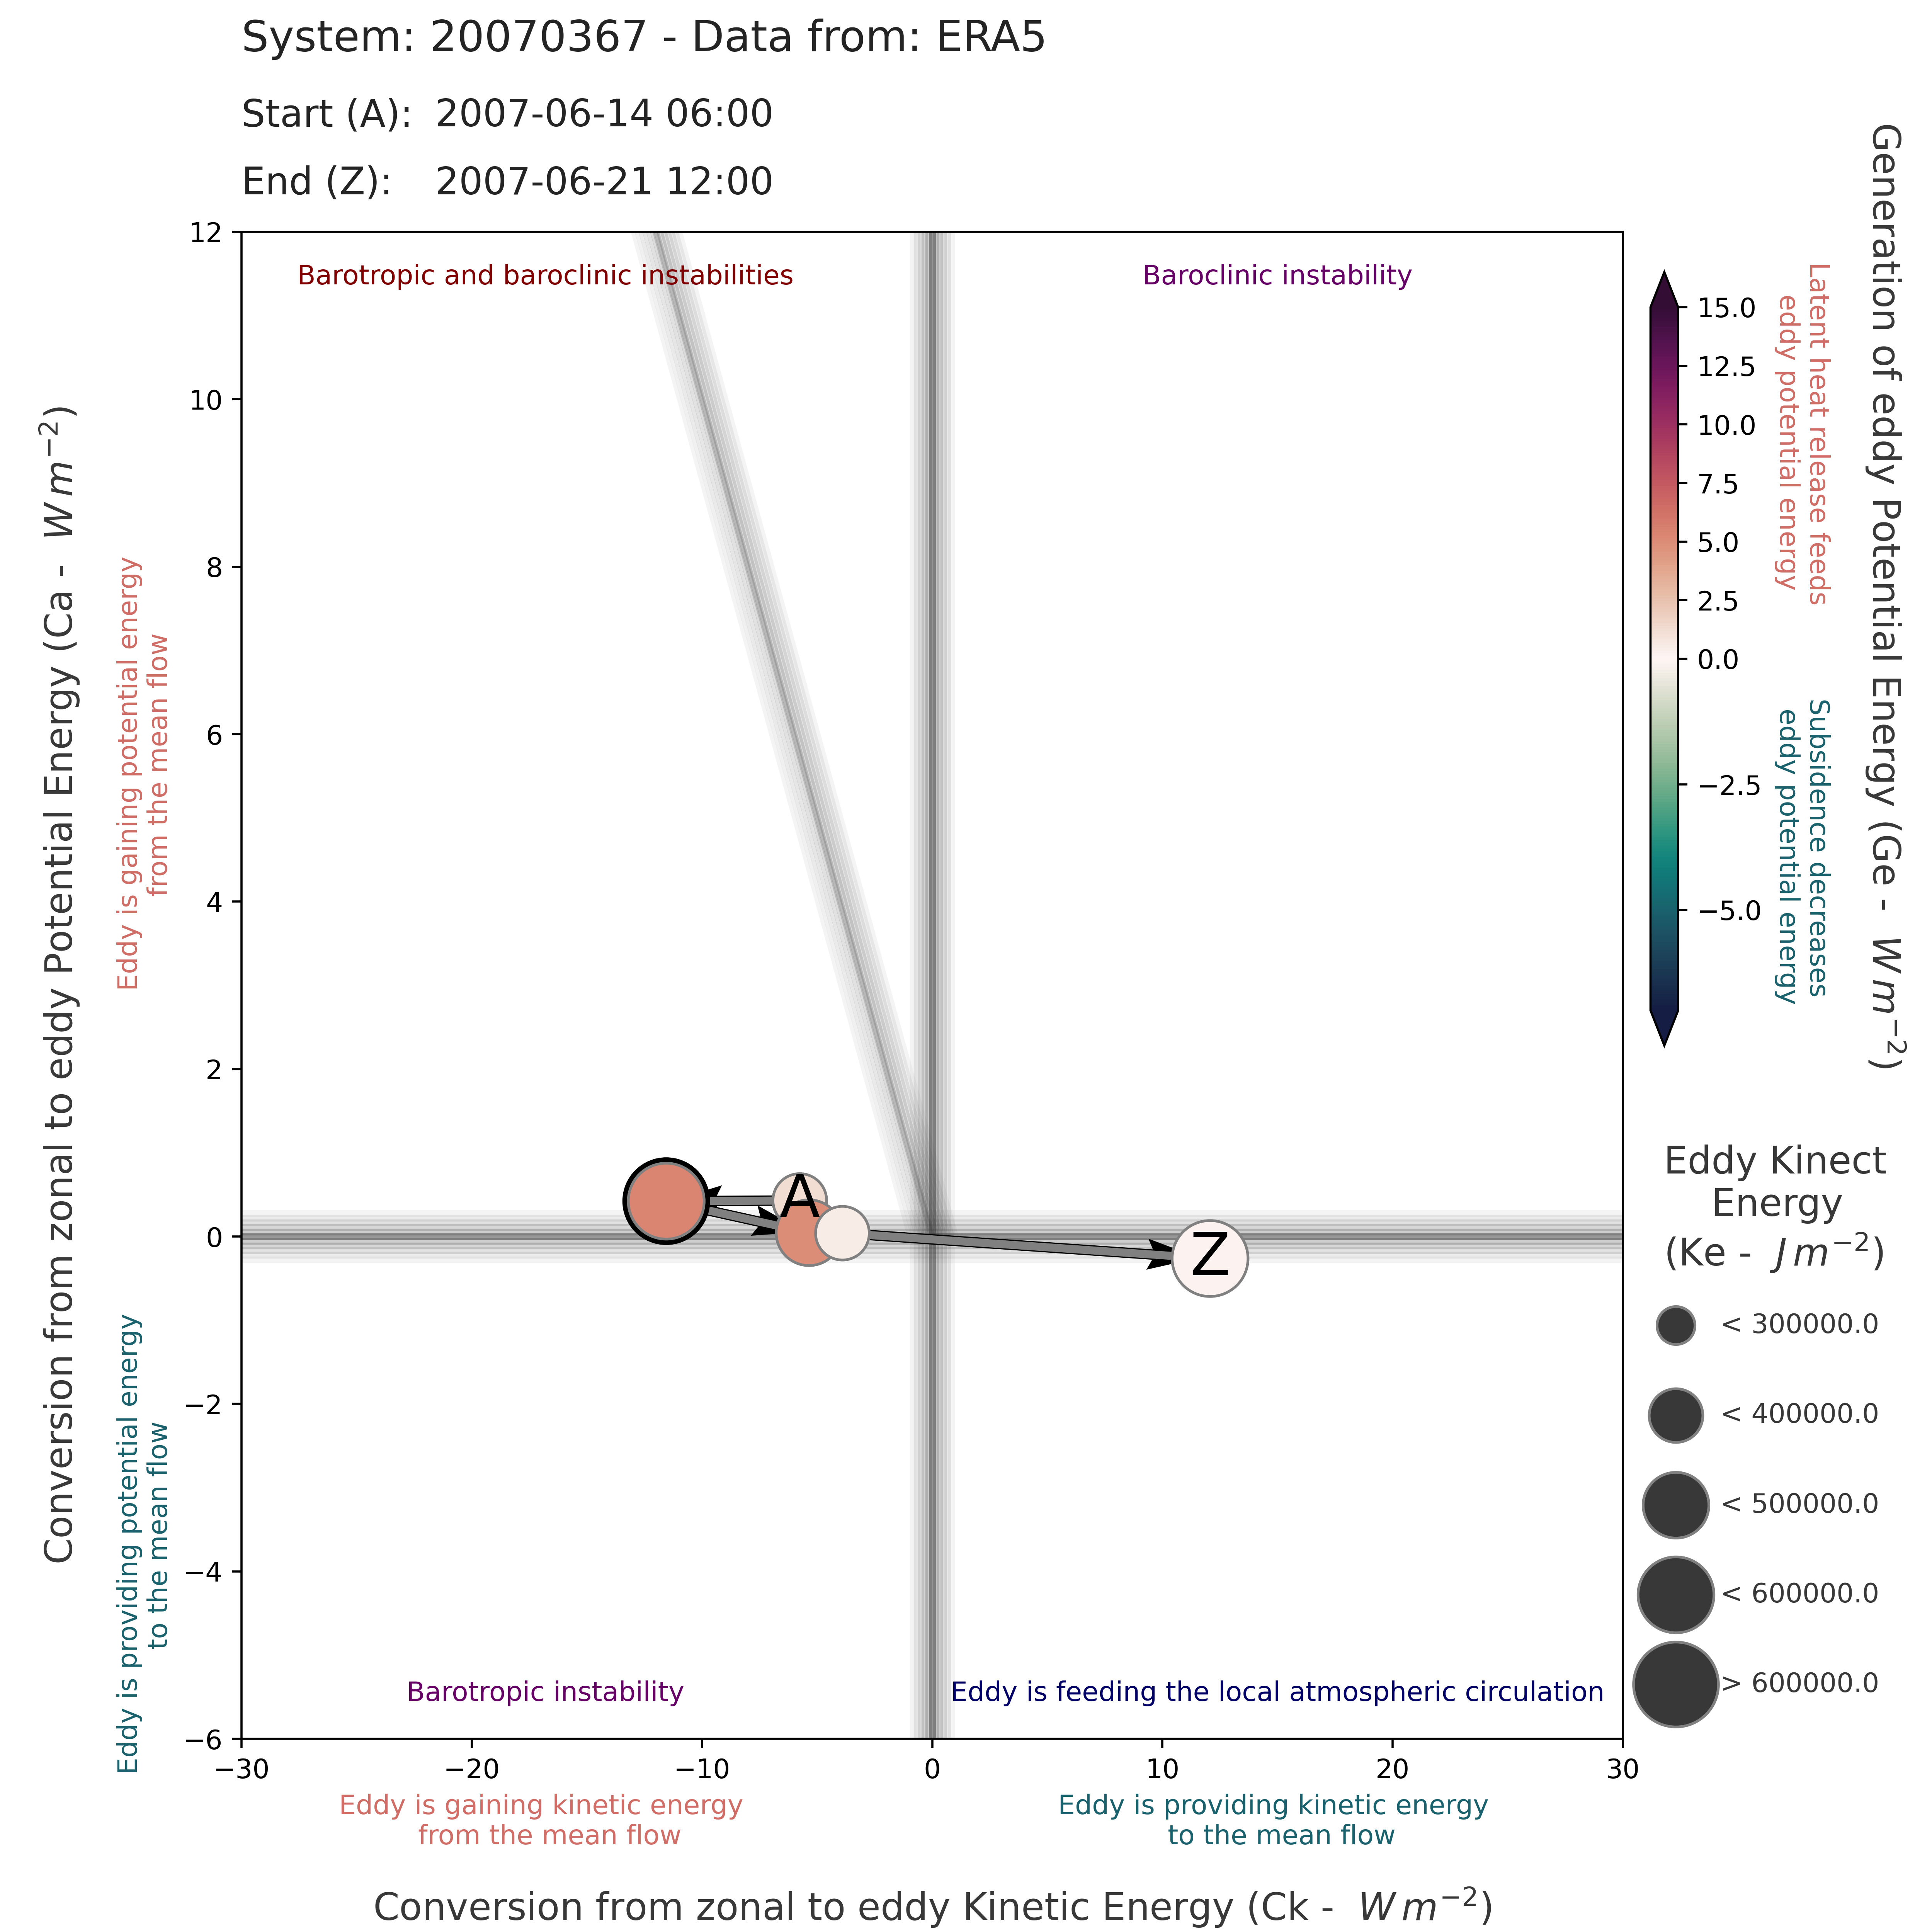 System: 20070367 - Data from: ERA5
Start (A): 2007-06-14 06:00
End (Z): 2007-06-21 12:00
Barotropic and baroclinic instabilities
Baroclinic instability
Barotropic instability
Eddy is feeding the local atmospheric circulation
A
Z
12
10
8
6
4
2
0
−2
−4
−6
−30
−20
−10
0
10
20
30
Eddy is gaining kinetic energy
from the mean flow
Eddy is providing kinetic energy
to the mean flow
Conversion from zonal to eddy Kinetic Energy (Ck - W m⁻²)
Conversion from zonal to eddy Potential Energy (Ca - W m⁻²)
Eddy is gaining potential energy
from the mean flow
Eddy is providing potential energy
to the mean flow
15.0
12.5
10.0
7.5
5.0
2.5
0.0
−2.5
−5.0
Latent heat release feeds
eddy potential energy
Subsidence decreases
eddy potential energy
Generation of eddy Potential Energy (Ge - W m⁻²)
Eddy Kinect
Energy
(Ke - J m⁻²)
< 300000.0
< 400000.0
< 500000.0
< 600000.0
> 600000.0